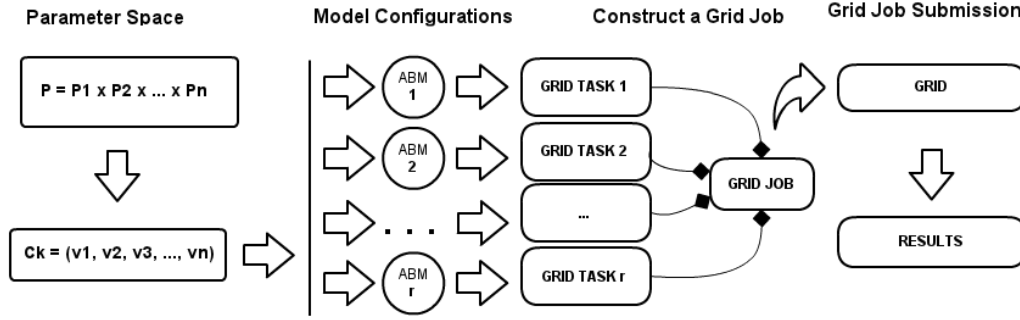 Parameter Space
Model Configurations
Construct a Grid Job
Grid Job Submission
P = P1 x P2 x ... x Pn
Ck = (v1, v2, v3, ..., vn)
ABM
1
ABM
2
. . .
ABM
r
GRID TASK 1
GRID TASK 2
...
GRID TASK r
GRID JOB
GRID
RESULTS